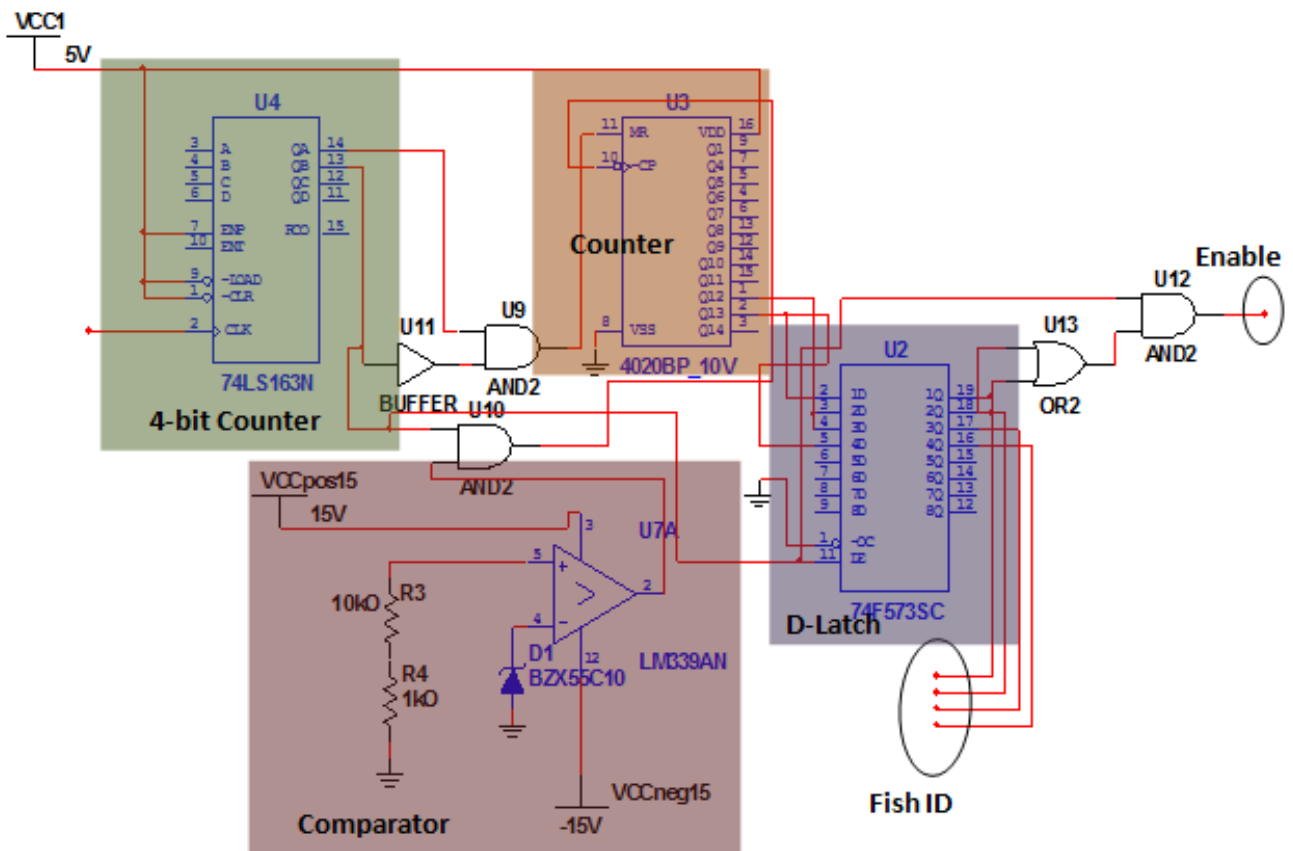 VCC1
5V
U4
3 A QA 14
4 B QB 13
5 C QC 12
6 D QD 11
7 ENP RCO 15
10 ENT
9 -LOAD
1 -CLR
2 CLK
74LS163N
4-bit Counter
U11
BUFFER
U9
AND2
U10
AND2
U3
11 MR VDD 16
10 -CP Q1 9
Q4 7
Q5 5
Q6 4
Q7 6
Q8 13
Q9 12
Q10 14
Q11 15
Q12 1
Q13 2
8 VSS Q14 3
Counter
4020BP_10V
U12
AND2
Enable
U13
OR2
U2
2 1D 1Q 19
3 2D 2Q 18
4 3D 3Q 17
5 4D 4Q 16
6 5D 5Q 15
7 6D 6Q 14
8 7D 7Q 13
9 8D 8Q 12
1 -OC
11 LE
74F573SC
D-Latch
VCCpos15
15V
U7A
3
5
2
4
12
R3
10kO
R4
1kO
D1
BZX55C10
LM339AN
VCCneg15
-15V
Comparator
Fish ID